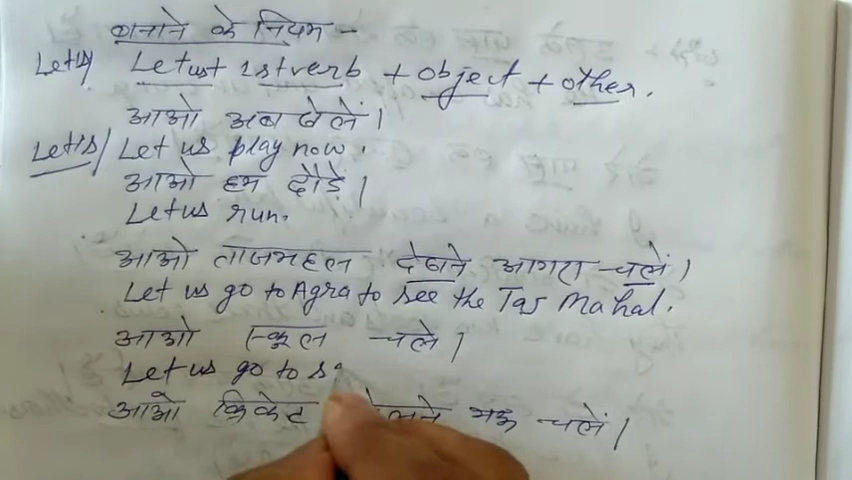 बनाने के नियम -
Let's/ Let us + 1st verb + object + other.
आओ अब खेलें।
Let's/ Let us play now.
आओ हम दौड़ें।
Let us run.
आओ ताजमहल देखने आगरा चलें।
Let us go to Agra to see the Taj Mahal.
आओ स्कूल चले।
Let us go to s
आओ क्रिकेट चलें।